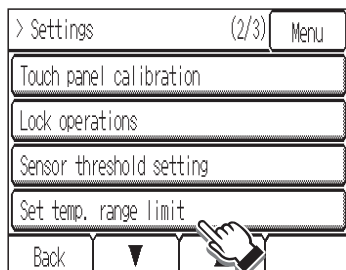 > Settings (2/3) Menu
Touch panel calibration
Lock operations
Sensor threshold setting
Set temp. range limit
Back ▼ ▲